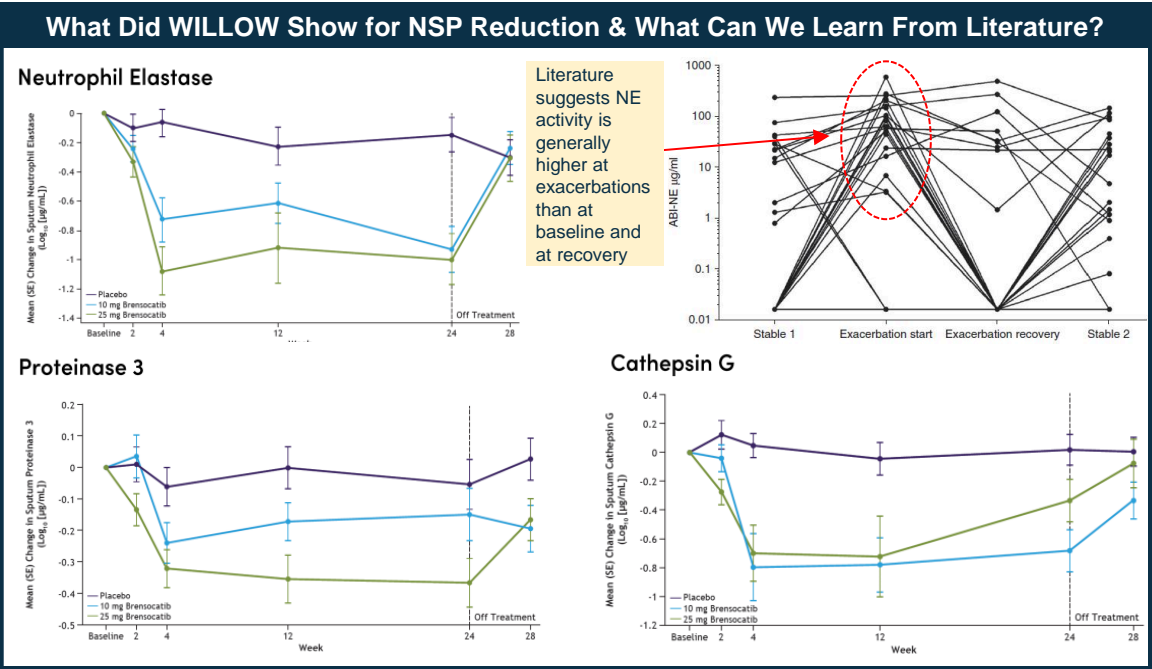 What Did WILLOW Show for NSP Reduction & What Can We Learn From Literature?
Neutrophil Elastase
Mean (SE) Change In Sputum Neutrophil Elastase
(Log10 [µg/mL])
0
-0.2
-0.4
-0.6
-0.8
-1
-1.2
-1.4
Placebo
10 mg Brensocatib
25 mg Brensocatib
Off Treatment
Baseline 2 4 12 24 28
Literature
suggests NE
activity is
generally
higher at
exacerbations
than at
baseline and
at recovery
ABI-NE µg/ml
1000
100
10
1
0.1
0.01
Stable 1 Exacerbation start Exacerbation recovery Stable 2
Proteinase 3
Mean (SE) Change In Sputum Proteinase 3
(Log10 [µg/mL])
0.2
0.1
0
-0.1
-0.2
-0.3
-0.4
-0.5
Placebo
10 mg Brensocatib
25 mg Brensocatib
Off Treatment
Baseline 2 4 12 24 28
Week
Cathepsin G
Mean (SE) Change In Sputum Cathepsin G
(Log10 [µg/mL])
0.4
0.2
0
-0.2
-0.4
-0.6
-0.8
-1
-1.2
Placebo
10 mg Brensocatib
25 mg Brensocatib
Off Treatment
Baseline 2 4 12 24 28
Week